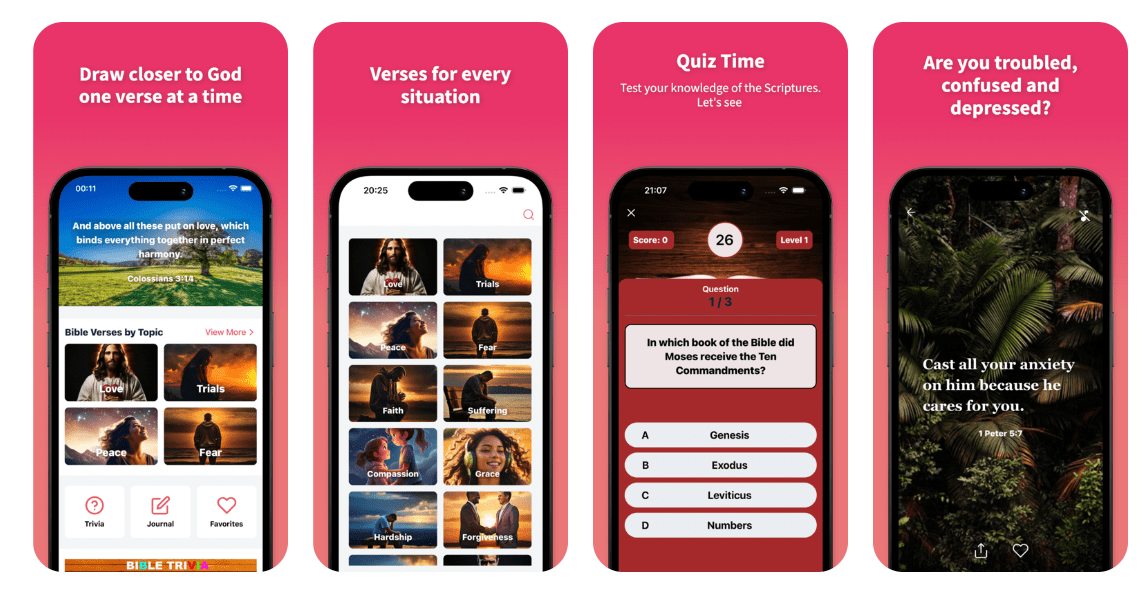 Draw closer to God
one verse at a time
00:11
And above all these put on love, which
binds everything together in perfect
harmony.
Colossians 3:14
Bible Verses by Topic
View More >
Love
Trials
Peace
Fear
Trivia
Journal
Favorites
BIBLE TRIVIA
Verses for every
situation
20:25
Love
Trials
Peace
Fear
Faith
Suffering
Compassion
Grace
Hardship
Forgiveness
Quiz Time
Test your knowledge of the Scriptures.
Let's see
21:07
Score: 0
26
Level 1
Question
1 / 3
In which book of the Bible did
Moses receive the Ten
Commandments?
A Genesis
B Exodus
C Leviticus
D Numbers
Are you troubled,
confused and
depressed?
Cast all your anxiety
on him because he
cares for you.
1 Peter 5:7